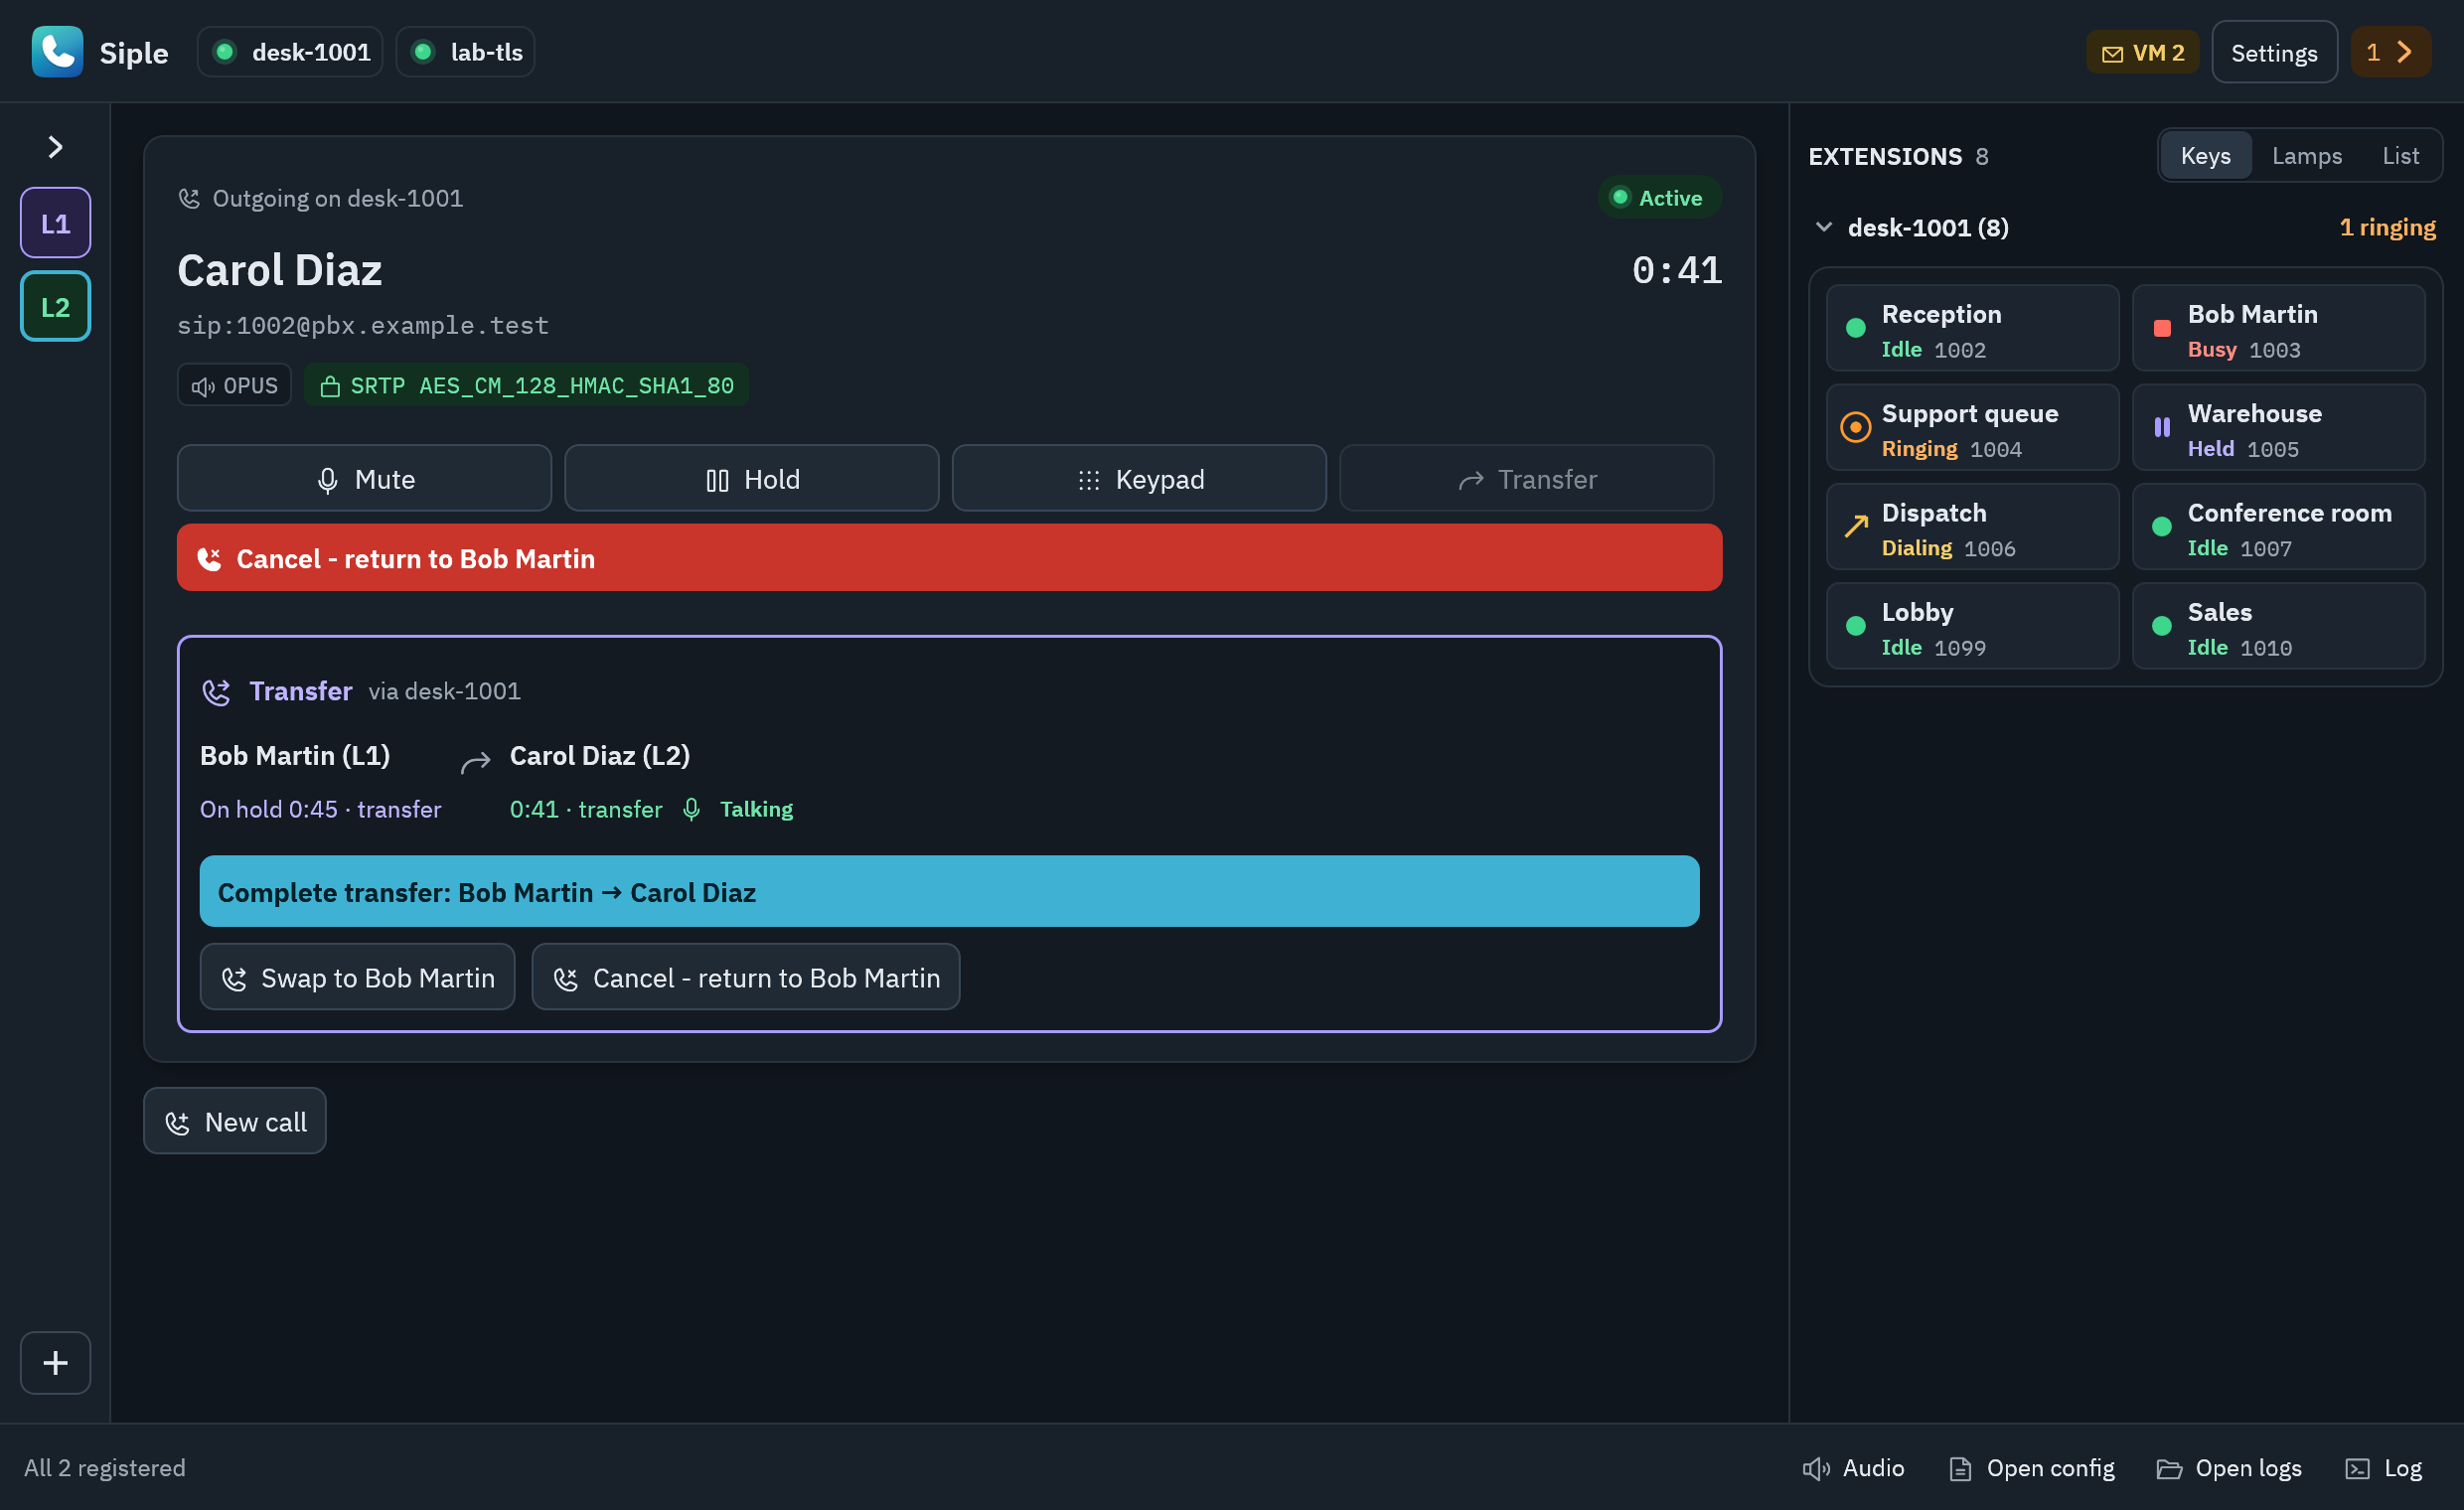 Siple
desk-1001
lab-tls
VM 2
Settings
1
L1
L2
Outgoing on desk-1001
Active
Carol Diaz
0:41
sip:1002@pbx.example.test
OPUS
SRTP AES_CM_128_HMAC_SHA1_80
Mute
Hold
Keypad
Transfer
Cancel - return to Bob Martin
Transfer via desk-1001
Bob Martin (L1)
Carol Diaz (L2)
On hold 0:45 · transfer
0:41 · transfer
Talking
Complete transfer: Bob Martin → Carol Diaz
Swap to Bob Martin
Cancel - return to Bob Martin
New call
EXTENSIONS 8
Keys
Lamps
List
desk-1001 (8)
1 ringing
Reception
Idle 1002
Bob Martin
Busy 1003
Support queue
Ringing 1004
Warehouse
Held 1005
Dispatch
Dialing 1006
Conference room
Idle 1007
Lobby
Idle 1099
Sales
Idle 1010
All 2 registered
Audio
Open config
Open logs
Log